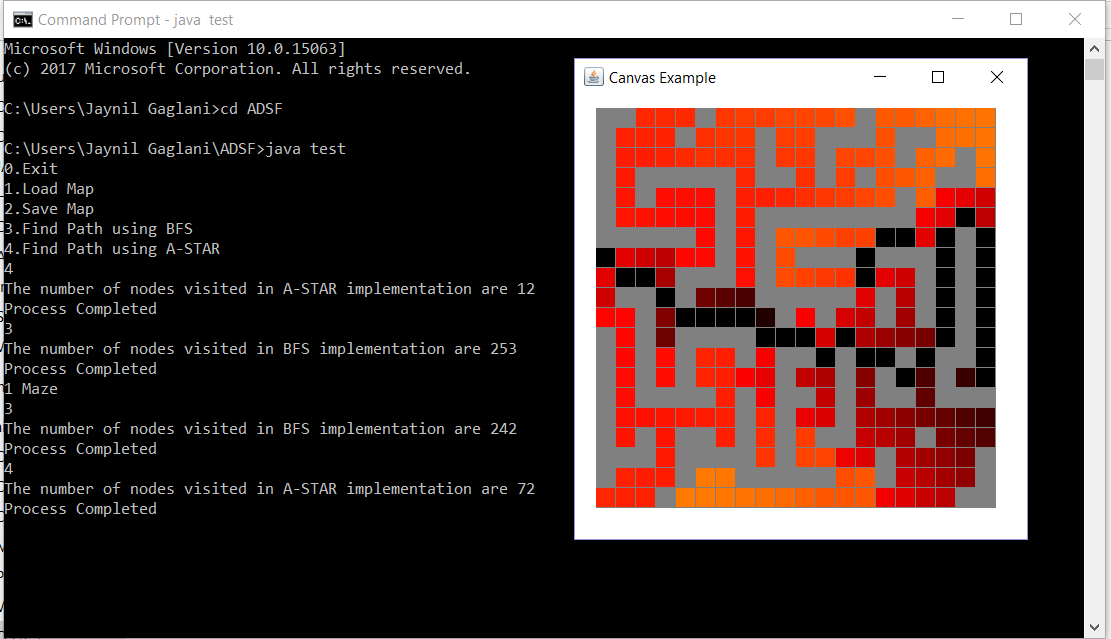 Command Prompt - java  test
Microsoft Windows [Version 10.0.15063]
(c) 2017 Microsoft Corporation. All rights reserved.
C:\Users\Jaynil Gaglani>cd ADSF
C:\Users\Jaynil Gaglani\ADSF>java test
0.Exit
1.Load Map
2.Save Map
3.Find Path using BFS
4.Find Path using A-STAR
4
The number of nodes visited in A-STAR implementation are 12
Process Completed
3
The number of nodes visited in BFS implementation are 253
Process Completed
1 Maze
3
The number of nodes visited in BFS implementation are 242
Process Completed
4
The number of nodes visited in A-STAR implementation are 72
Process Completed
Canvas Example